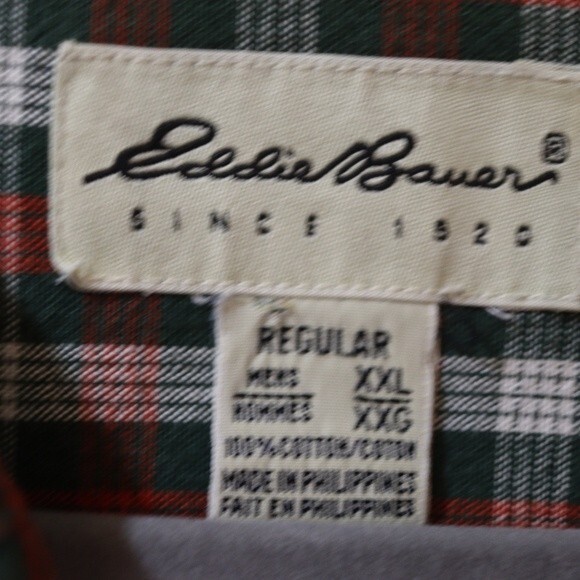 Eddie Bauer®
SINCE 1920
REGULAR
MENS XXL
HOMMES XXG
100% COTTON/COTON
MADE IN PHILIPPINES
FAIT EN PHILIPPINES